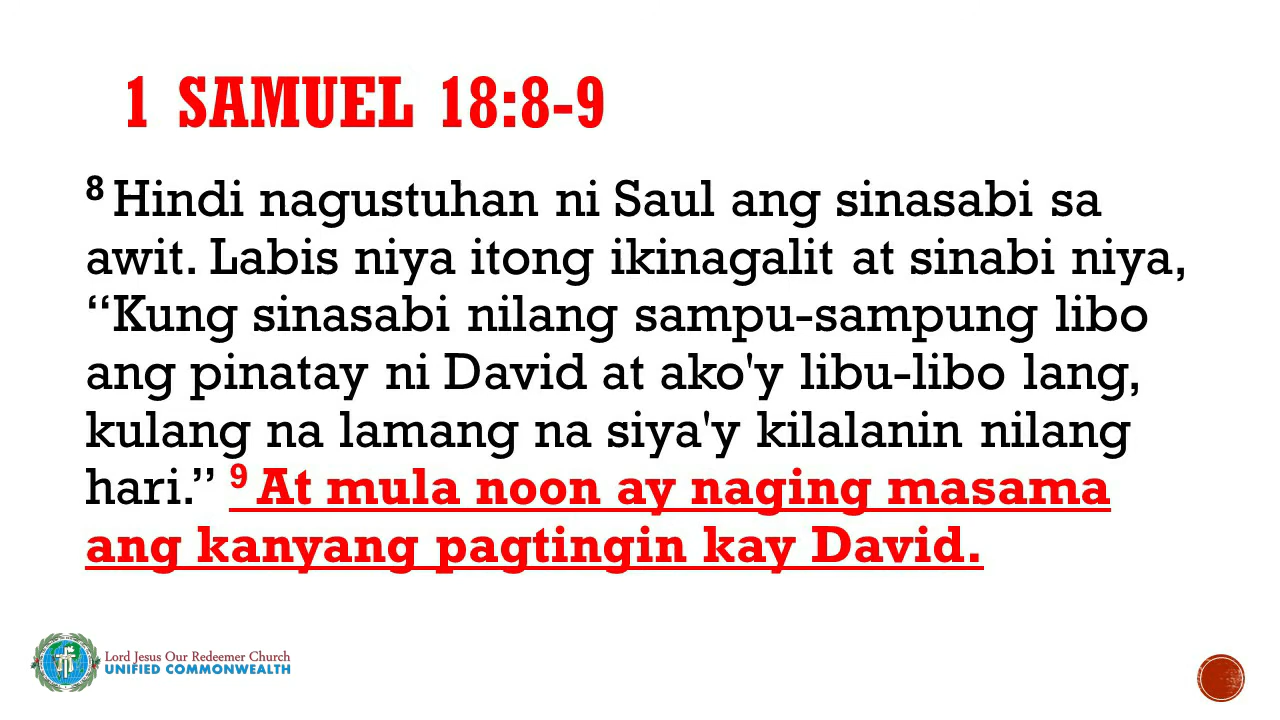 1 SAMUEL 18:8-9
8 Hindi nagustuhan ni Saul ang sinasabi sa
awit. Labis niya itong ikinagalit at sinabi niya,
“Kung sinasabi nilang sampu-sampung libo
ang pinatay ni David at ako'y libu-libo lang,
kulang na lamang na siya'y kilalanin nilang
hari.” 9 At mula noon ay naging masama
ang kanyang pagtingin kay David.
Lord Jesus Our Redeemer Church
UNIFIED COMMONWEALTH